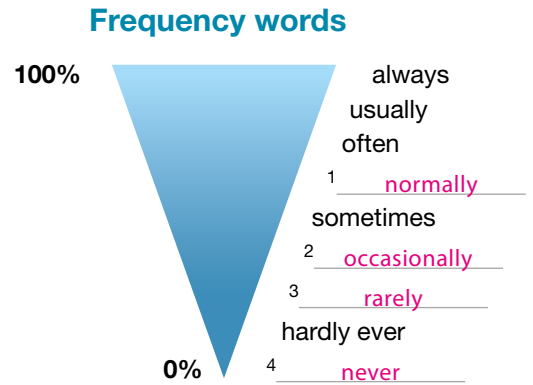 Frequency words
100% always
usually
often
1 normally
sometimes
2 occasionally
3 rarely
hardly ever
0% 4 never